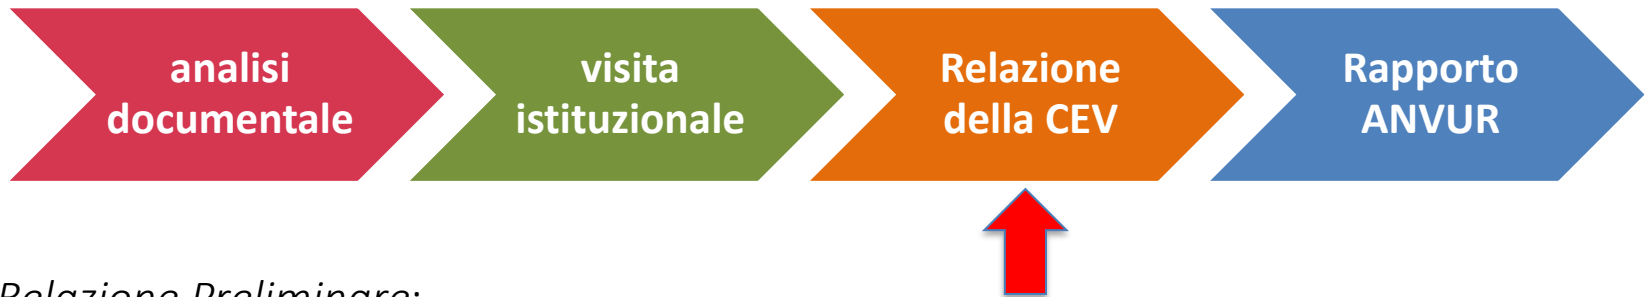 analisi
documentale
visita
istituzionale
Relazione
della CEV
Rapporto
ANVUR
Relazione Preliminare: